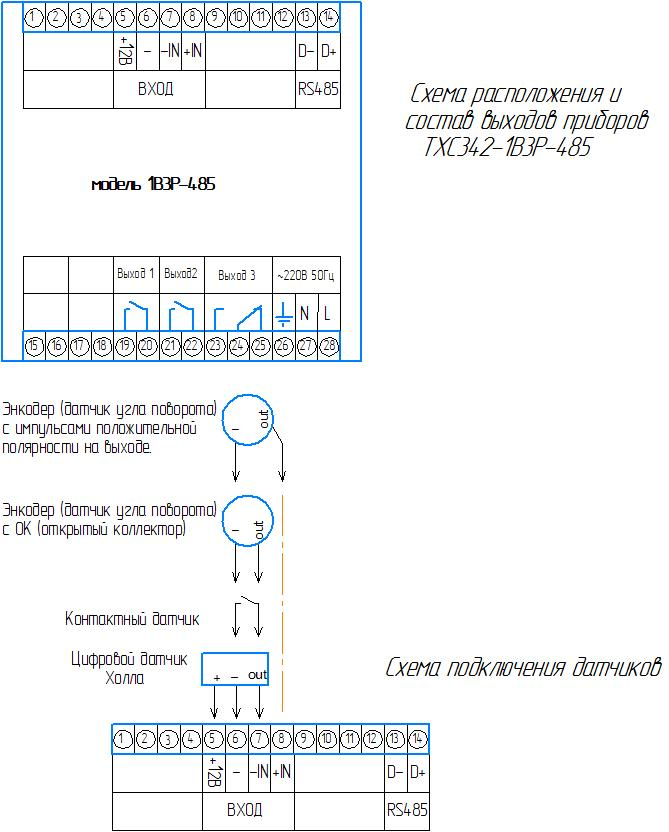 1 2 3 4 5 6 7 8 9 10 11 12 13 14
+12В – –IN +IN D– D+
ВХОД RS485
Схема расположения и
состав выходов приборов
ТХС342–1В3Р–485
модель 1В3Р–485
Выход 1 Выход2 Выход 3 ~220В 50Гц
N L
15 16 17 18 19 20 21 22 23 24 25 26 27 28
Энкодер (датчик угла поворота)
с импульсами положительной
полярности на выходе.
– out
Энкодер (датчик угла поворота)
с ОК (открытый коллектор)
– out
Контактный датчик
Цифровой датчик
Холла
+ – out
Схема подключения датчиков
1 2 3 4 5 6 7 8 9 10 11 12 13 14
+12В – –IN +IN D– D+
ВХОД RS485